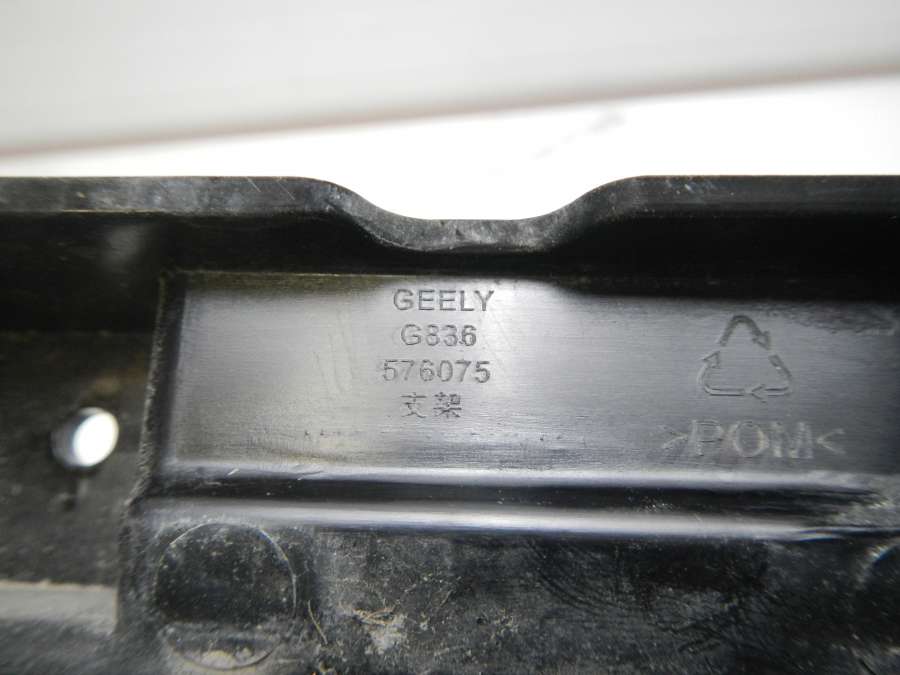 GEELY
G836
576075
支架
>POM<